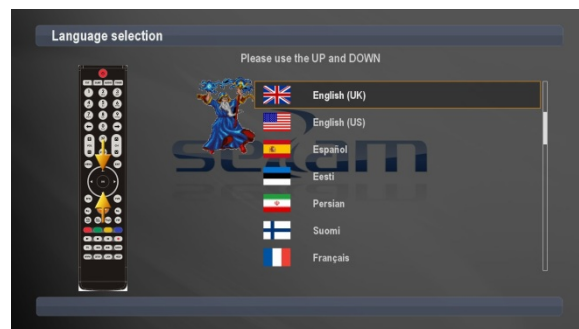 Language selection
Please use the UP and DOWN
English (UK)
English (US)
Español
Eesti
Persian
Suomi
Français